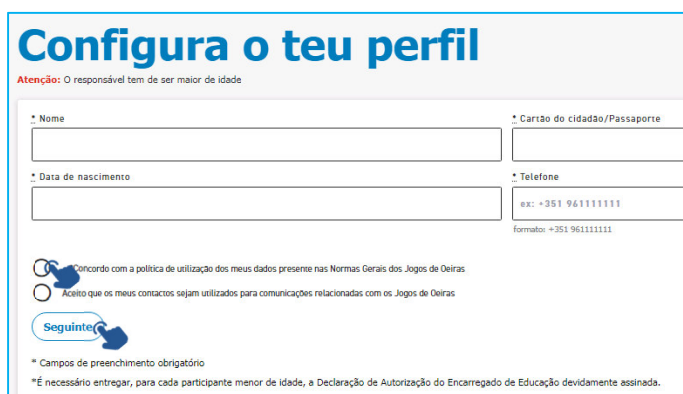 Configura o teu perfil
Atenção: O responsável tem de ser maior de idade
* Nome
* Cartão do cidadão/Passaporte
* Data de nascimento
* Telefone
ex: +351 961111111
formato: +351 961111111
Concordo com a política de utilização dos meus dados presente nas Normas Gerais dos Jogos de Oeiras
Aceito que os meus contactos sejam utilizados para comunicações relacionadas com os Jogos de Oeiras
Seguinte
* Campos de preenchimento obrigatório
*É necessário entregar, para cada participante menor de idade, a Declaração de Autorização do Encarregado de Educação devidamente assinada.